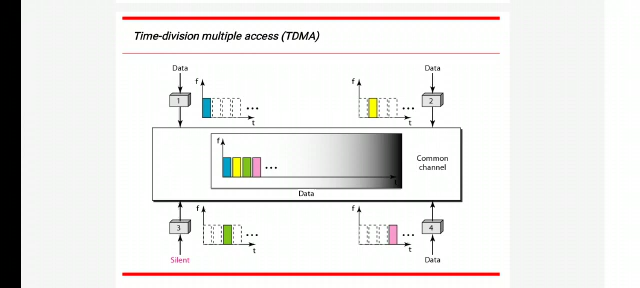 Time-division multiple access (TDMA)
Data
Data
f
1
t
f
2
t
f
t
Common
channel
Data
f
3
t
f
4
t
Silent
Data